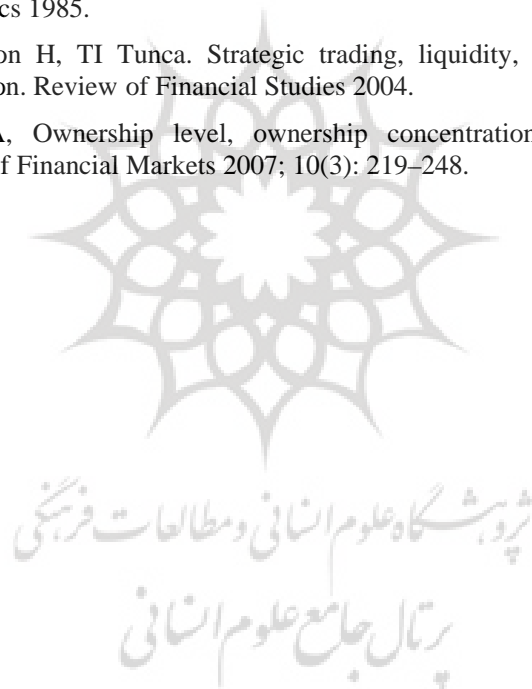 cs 1985.
on H, TI Tunca. Strategic trading, liquidity,
on. Review of Financial Studies 2004.
A, Ownership level, ownership concentration
f Financial Markets 2007; 10(3): 219–248.
پژوهشگاه علوم انسانی و مطالعات فرهنگی
پرتال جامع علوم انسانی